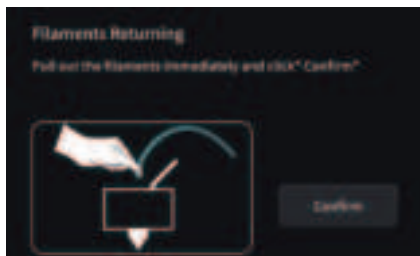 Filaments Returning
Pull out the filaments immediately and click" Confirm"
Confirm